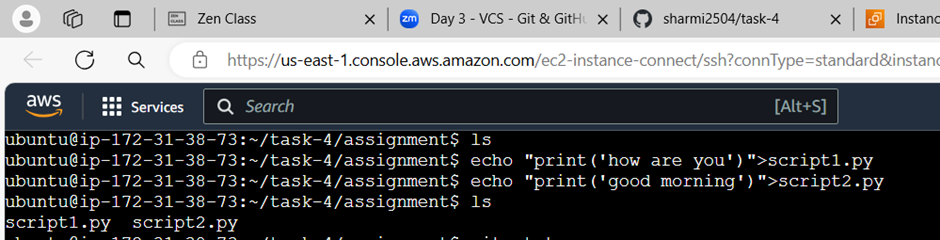 Zen Class
Day 3 - VCS - Git & GitHu
sharmi2504/task-4
Instanc
https://us-east-1.console.aws.amazon.com/ec2-instance-connect/ssh?connType=standard&instanc
aws Services Search [Alt+S]
ubuntu@ip-172-31-38-73:~/task-4/assignment$ ls
ubuntu@ip-172-31-38-73:~/task-4/assignment$ echo "print('how are you')">script1.py
ubuntu@ip-172-31-38-73:~/task-4/assignment$ echo "print('good morning')">script2.py
ubuntu@ip-172-31-38-73:~/task-4/assignment$ ls
script1.py  script2.py